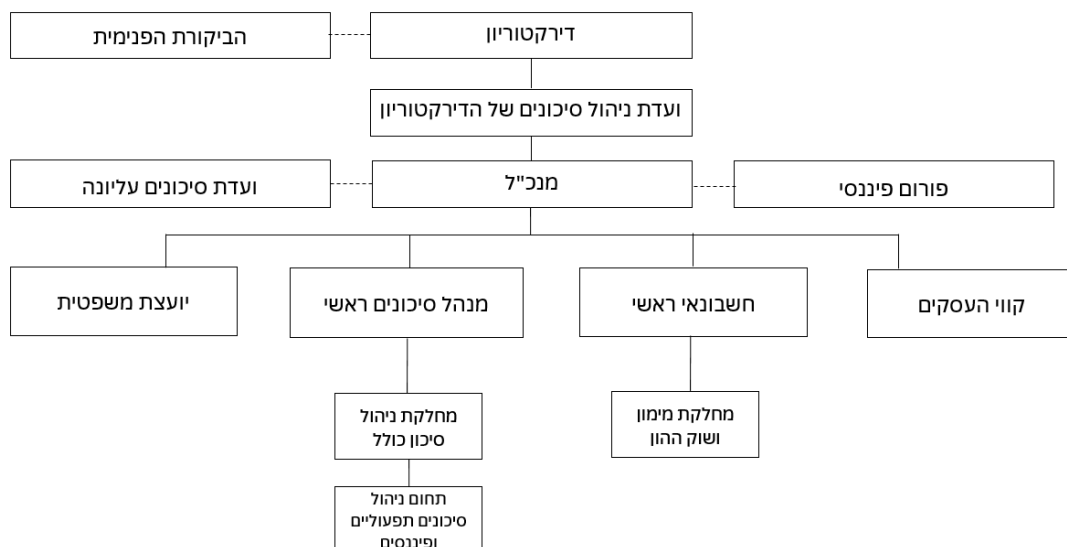 דירקטוריון
הביקורת הפנימית
ועדת ניהול סיכונים של הדירקטוריון
פורום פיננסי
מנכ"ל
ועדת סיכונים עליונה
קווי העסקים
חשבונאי ראשי
מנהל סיכונים ראשי
יועצת משפטית
מחלקת מימון
ושוק ההון
מחלקת ניהול
סיכון כולל
תחום ניהול
סיכונים תפעוליים
ופיננסים